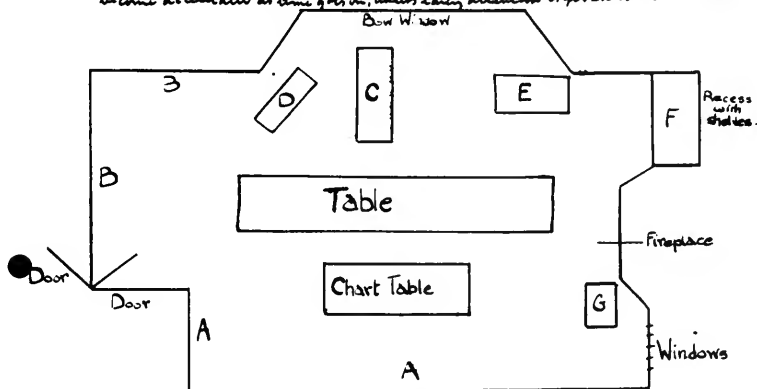 Bow Window
3
D
C
E
F
Recess
with
shelves.
B
Table
Fireplace
Door
Door
Chart Table
G
A
Windows
A